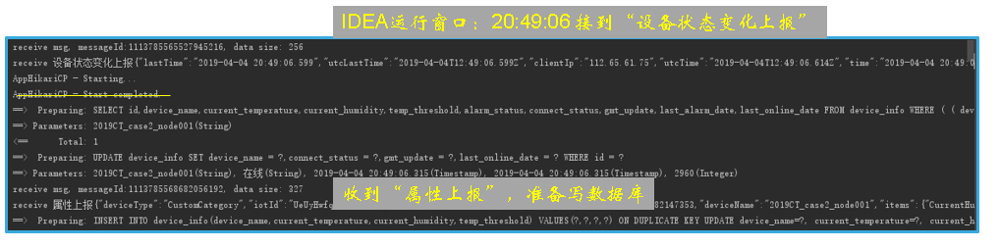 IDEA运行窗口；20:49:06 接到“设备状态变化上报”
receive msg, messageId:1113785565527945216, data size: 256
receive 设备状态变化上报{"lastTime":"2019-04-04 20:49:06.599","utcLastTime":"2019-04-04T12:49:06.599Z","clientIp":"112.65.61.75","utcTime":"2019-04-04T12:49:06.614Z","time":"2019-04-04 20:49:0
AppHikariCP - Starting...
AppHikariCP - Start completed.
==>  Preparing: SELECT id,device_name,current_temperature,current_humidity,temp_threshold,alarm_status,connect_status,gmt_update,last_alarm_date,last_online_date FROM device_info WHERE ( ( dev
==> Parameters: 2019CT_case2_node001(String)
<==      Total: 1
==>  Preparing: UPDATE device_info SET device_name = ?,connect_status = ?,gmt_update = ?,last_online_date = ? WHERE id = ?
==> Parameters: 2019CT_case2_node001(String), 在线(String), 2019-04-04 20:49:06.315(Timestamp), 2019-04-04 20:49:06.315(Timestamp), 2960(Integer)
receive msg, messageId:1113785568682056192, data size: 327
收到“属性上报”，准备写数据库
receive 属性上报{"deviceType":"CustomCategory","iotId":"UeUyHwfo 82147353,"deviceName":"2019CT_case2_node001","items":{"CurrentHu
==>  Preparing: INSERT INTO device_info(device_name,current_temperature,current_humidity,temp_threshold) VALUES(?,?,?,?) ON DUPLICATE KEY UPDATE device_name=?, current_temperature=?, current_h